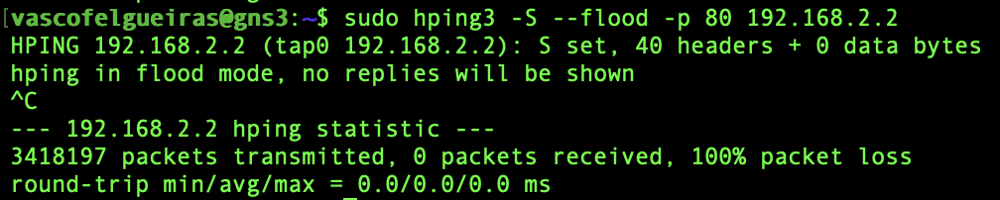 [vascofelgueiras@gns3:~$ sudo hping3 -S --flood -p 80 192.168.2.2
HPING 192.168.2.2 (tap0 192.168.2.2): S set, 40 headers + 0 data bytes
hping in flood mode, no replies will be shown
^C
--- 192.168.2.2 hping statistic ---
3418197 packets transmitted, 0 packets received, 100% packet loss
round-trip min/avg/max = 0.0/0.0/0.0 ms